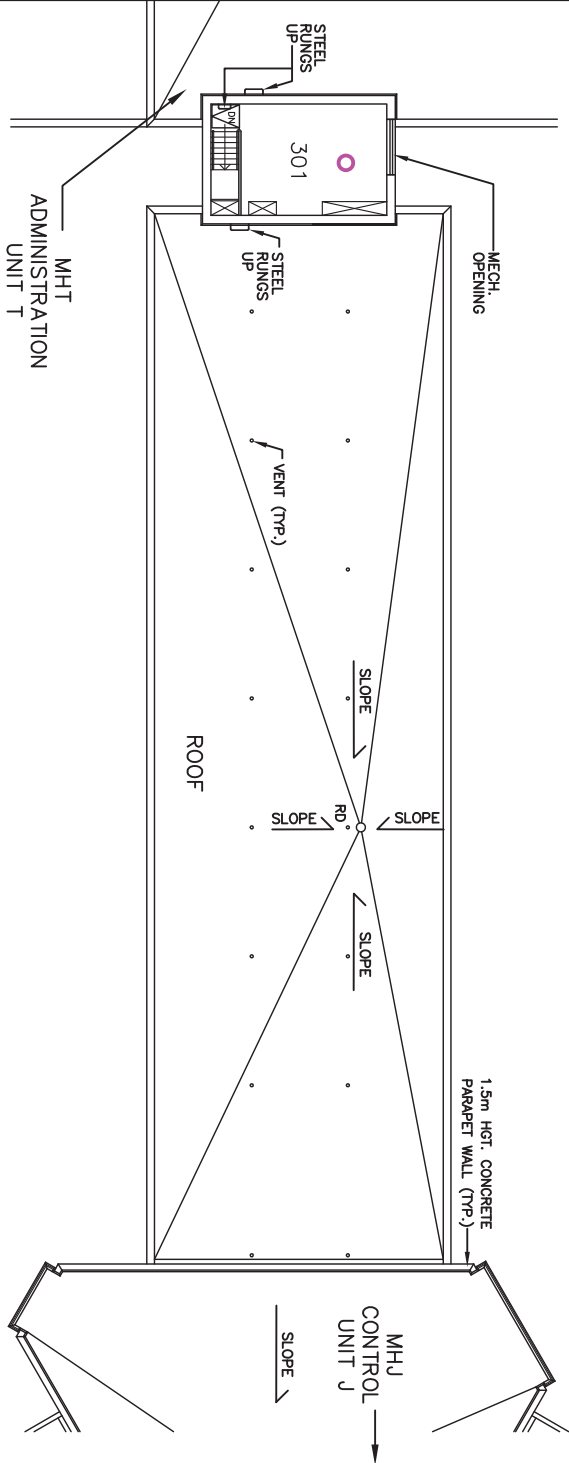 STEEL
RUNGS
UP
DN
301
MECH.
OPENING
STEEL
RUNGS
UP
MHT
ADMINISTRATION
UNIT T
VENT (TYP.)
SLOPE
ROOF
SLOPE
RD
SLOPE
SLOPE
1.5m HGT. CONCRETE
PARAPET WALL (TYP.)
MHJ
CONTROL
UNIT J
SLOPE